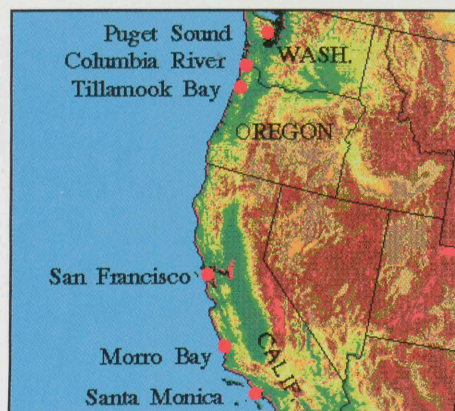 Puget Sound
WASH.
Columbia River
Tillamook Bay
OREGON
San Francisco
CALIF
Morro Bay
Santa Monica